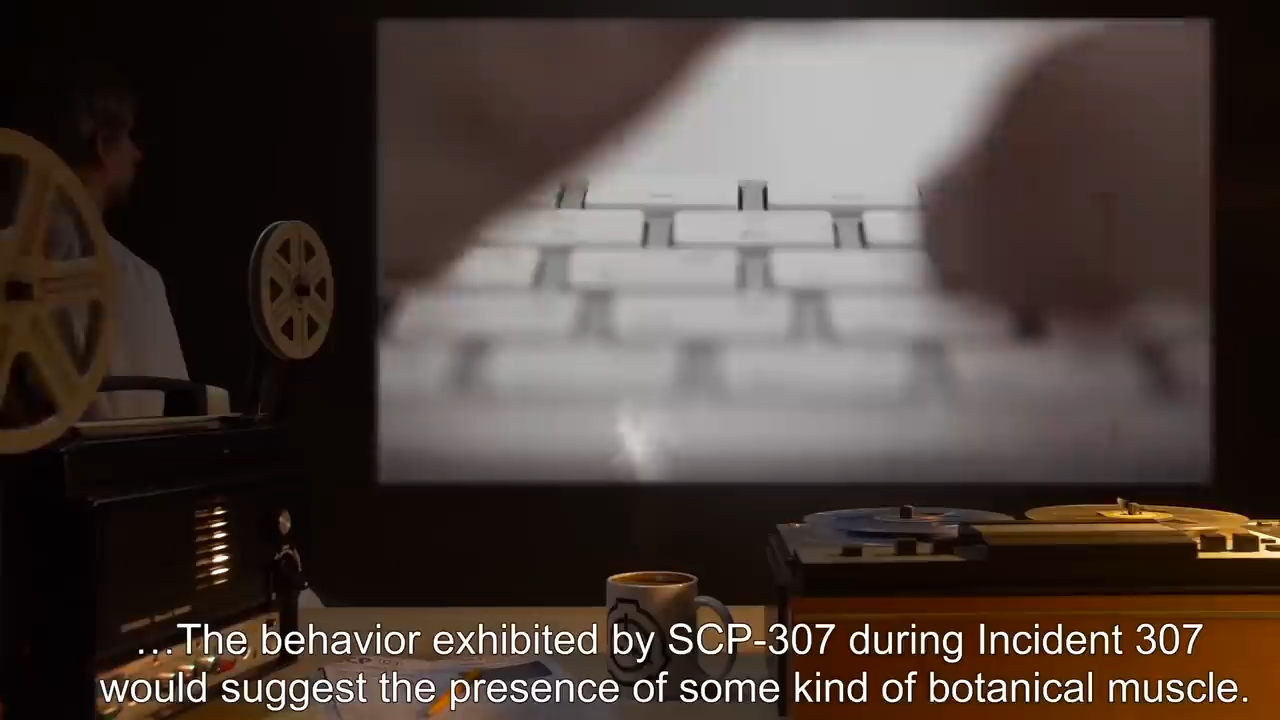 …The behavior exhibited by SCP-307 during Incident 307
would suggest the presence of some kind of botanical muscle.